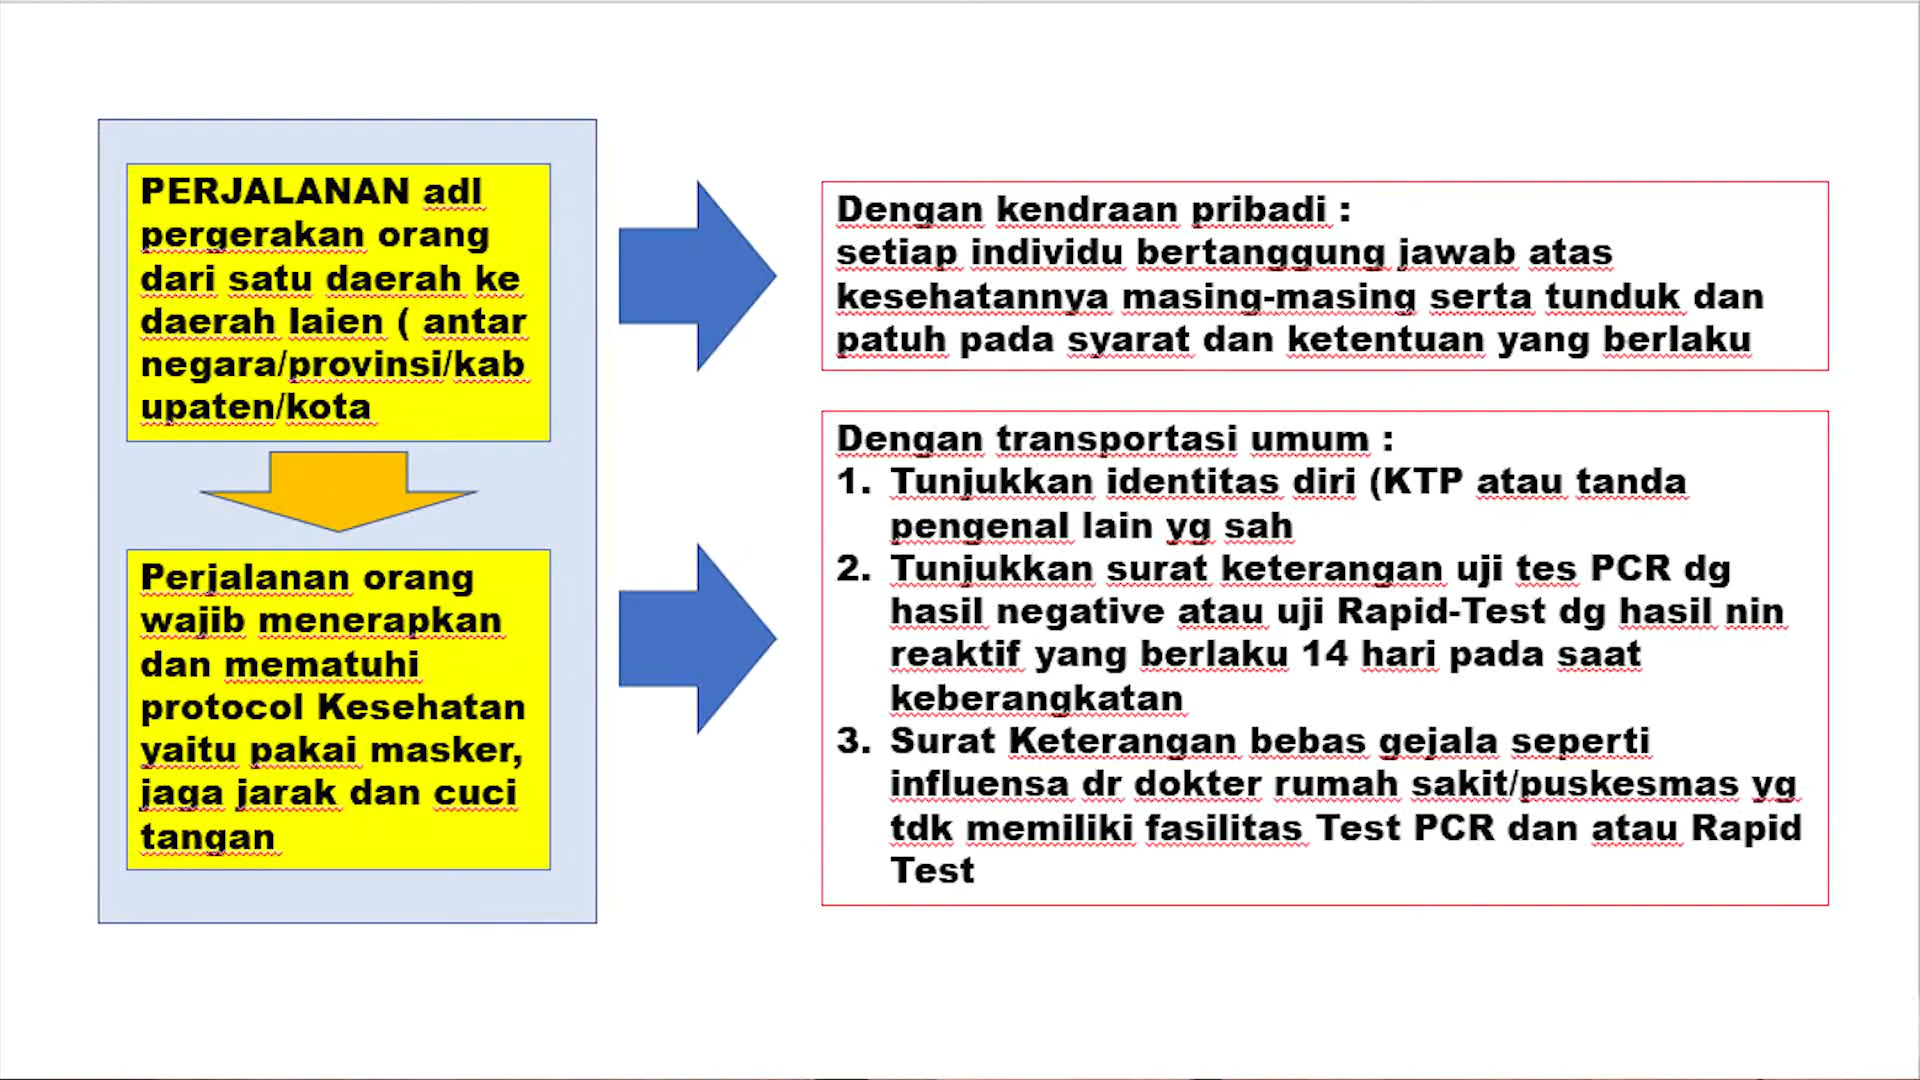 PERJALANAN adl
pergerakan orang
dari satu daerah ke
daerah laien ( antar
negara/provinsi/kab
upaten/kota
Perjalanan orang
wajib menerapkan
dan mematuhi
protocol Kesehatan
yaitu pakai masker,
jaga jarak dan cuci
tangan
Dengan kendraan pribadi :
setiap individu bertanggung jawab atas
kesehatannya masing-masing serta tunduk dan
patuh pada syarat dan ketentuan yang berlaku
Dengan transportasi umum :
1. Tunjukkan identitas diri (KTP atau tanda
pengenal lain yg sah
2. Tunjukkan surat keterangan uji tes PCR dg
hasil negative atau uji Rapid-Test dg hasil nin
reaktif yang berlaku 14 hari pada saat
keberangkatan
3. Surat Keterangan bebas gejala seperti
influensa dr dokter rumah sakit/puskesmas yg
tdk memiliki fasilitas Test PCR dan atau Rapid
Test